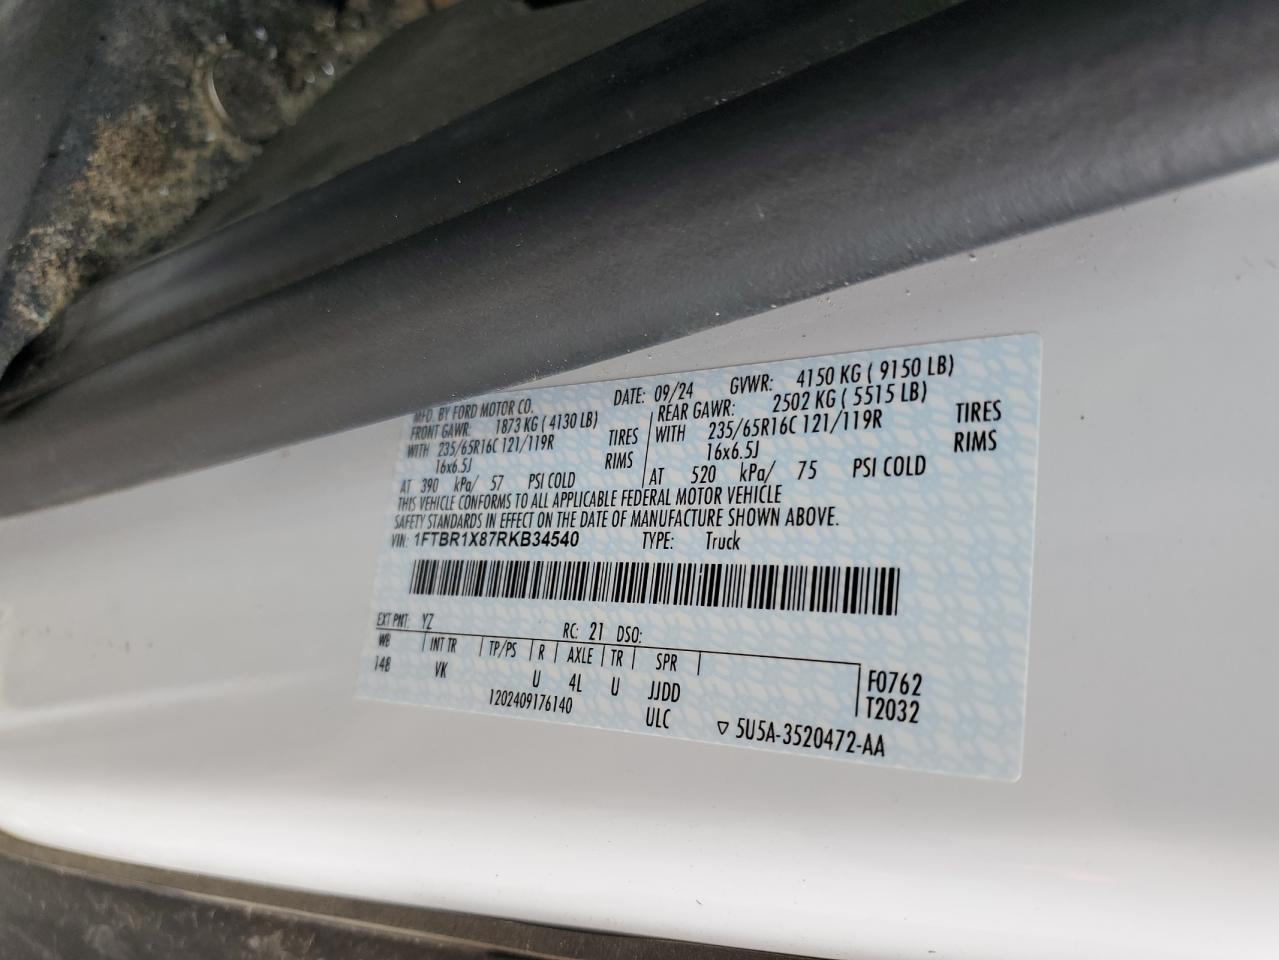 MFD. BY FORD MOTOR CO. DATE: 09/24 GVWR: 4150 KG ( 9150 LB)
FRONT GAWR: 1873 KG ( 4130 LB) REAR GAWR: 2502 KG ( 5515 LB)
WITH 235/65R16C 121/119R TIRES WITH 235/65R16C 121/119R TIRES
16x6.5J RIMS 16x6.5J RIMS
AT 390 kPa/ 57 PSI COLD AT 520 kPa/ 75 PSI COLD
THIS VEHICLE CONFORMS TO ALL APPLICABLE FEDERAL MOTOR VEHICLE
SAFETY STANDARDS IN EFFECT ON THE DATE OF MANUFACTURE SHOWN ABOVE.
VIN: 1FTBR1X87RKB34540 TYPE: Truck
EXT PNT: YZ RC: 21 DSO:
WB INT TR TP/PS R AXLE TR SPR F0762
148 VK U 4L U JJDD T2032
1202409176140 ULC ▽ 5U5A-3520472-AA